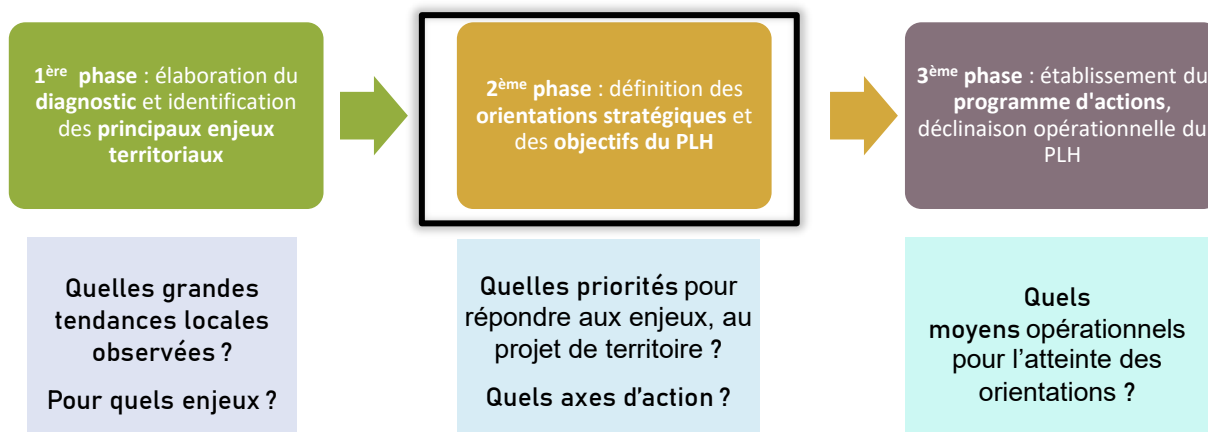 1ère phase : élaboration du
diagnostic et identification
des principaux enjeux
territoriaux
2ème phase : définition des
orientations stratégiques et
des objectifs du PLH
3ème phase : établissement du
programme d'actions,
déclinaison opérationnelle du
PLH
Quelles grandes
tendances locales
observées ?
Pour quels enjeux ?
Quelles priorités pour
répondre aux enjeux, au
projet de territoire ?
Quels axes d'action ?
Quels
moyens opérationnels
pour l'atteinte des
orientations ?